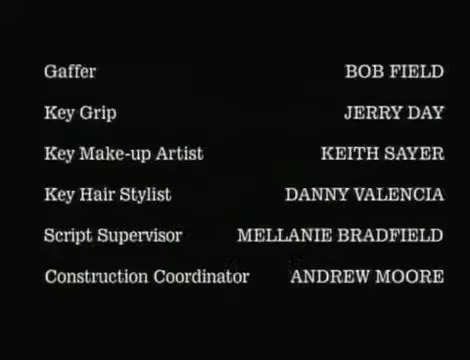 Gaffer BOB FIELD
Key Grip JERRY DAY
Key Make-up Artist KEITH SAYER
Key Hair Stylist DANNY VALENCIA
Script Supervisor MELLANIE BRADFIELD
Construction Coordinator ANDREW MOORE